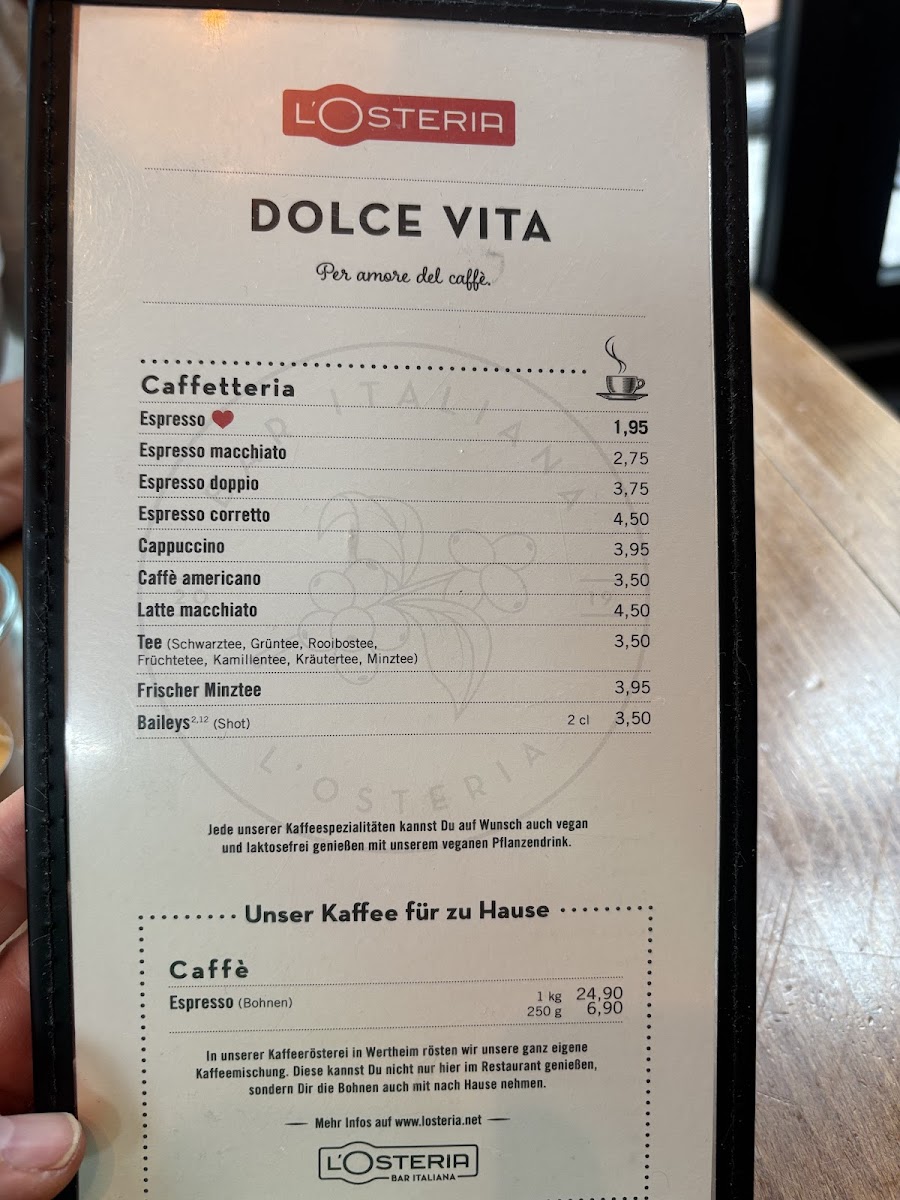 L'OSTERIA
DOLCE VITA
Per amore del caffè.
Caffetteria
Espresso ❤ 1,95
Espresso macchiato 2,75
Espresso doppio 3,75
Espresso corretto 4,50
Cappuccino 3,95
Caffè americano 3,50
Latte macchiato 4,50
Tee (Schwarztee, Grüntee, Rooibostee, 3,50
Früchtetee, Kamillentee, Kräutertee, Minztee)
Frischer Minztee 3,95
Baileys2,12 (Shot) 2 cl 3,50
BAR ITALIANA
20 19
L'OSTERIA
Jede unserer Kaffeespezialitäten kannst Du auf Wunsch auch vegan
und laktosefrei genießen mit unserem veganen Pflanzendrink.
Unser Kaffee für zu Hause
Caffè
Espresso (Bohnen) 1 kg 24,90
250 g 6,90
In unserer Kaffeerösterei in Wertheim rösten wir unsere ganz eigene
Kaffeemischung. Diese kannst Du nicht nur hier im Restaurant genießen,
sondern Dir die Bohnen auch mit nach Hause nehmen.
Mehr Infos auf www.losteria.net
L'OSTERIA
BAR ITALIANA